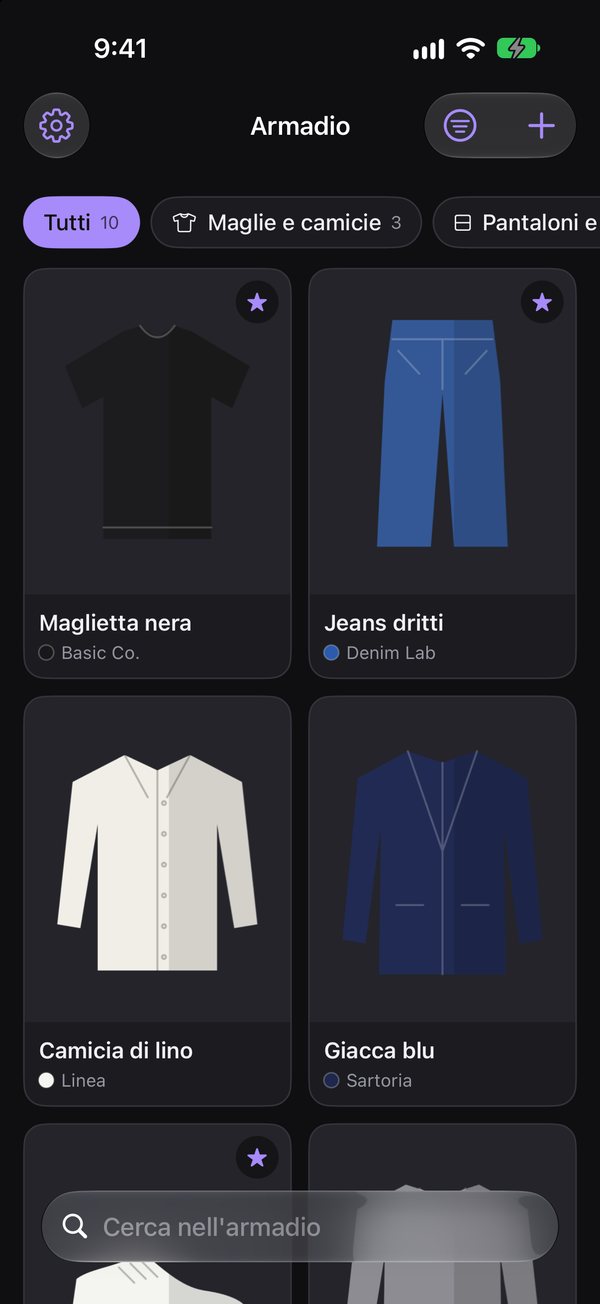 9:41
Armadio
Tutti 10
Maglie e camicie 3
Pantaloni e
Maglietta nera
Basic Co.
Jeans dritti
Denim Lab
Camicia di lino
Linea
Giacca blu
Sartoria
Cerca nell'armadio